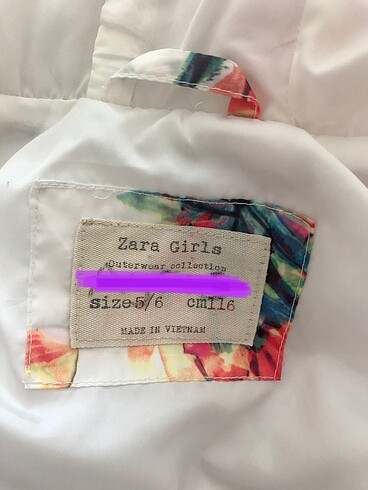 Zara Girls
Outerwear collection
size5/6 cm116
MADE IN VIETNAM